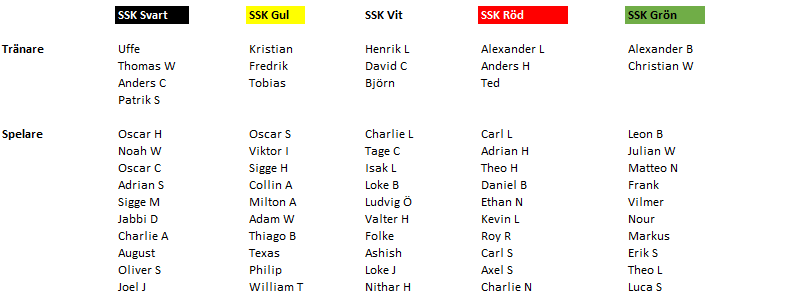 SSK Svart SSK Gul SSK Vit SSK Röd SSK Grön
Tränare Uffe Kristian Henrik L Alexander L Alexander B
Thomas W Fredrik David C Anders H Christian W
Anders C Tobias Björn Ted
Patrik S
Spelare Oscar H Oscar S Charlie L Carl L Leon B
Noah W Viktor I Tage C Adrian H Julian W
Oscar C Sigge H Isak L Theo H Matteo N
Adrian S Collin A Loke B Daniel B Frank
Sigge M Milton A Ludvig Ö Ethan N Vilmer
Jabbi D Adam W Valter H Kevin L Nour
Charlie A Thiago B Folke Roy R Markus
August Texas Ashish Carl S Erik S
Oliver S Philip Loke J Axel S Theo L
Joel J William T Nithar H Charlie N Luca S